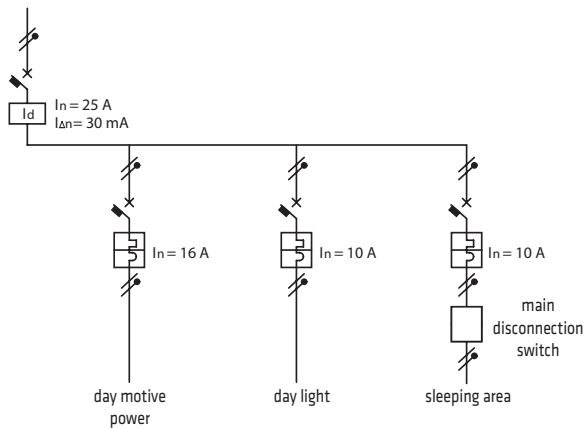 In = 25 A
Id
I∆n= 30 mA
In = 16 A
In = 10 A
In = 10 A
main
disconnection
switch
day motive
power
day light
sleeping area